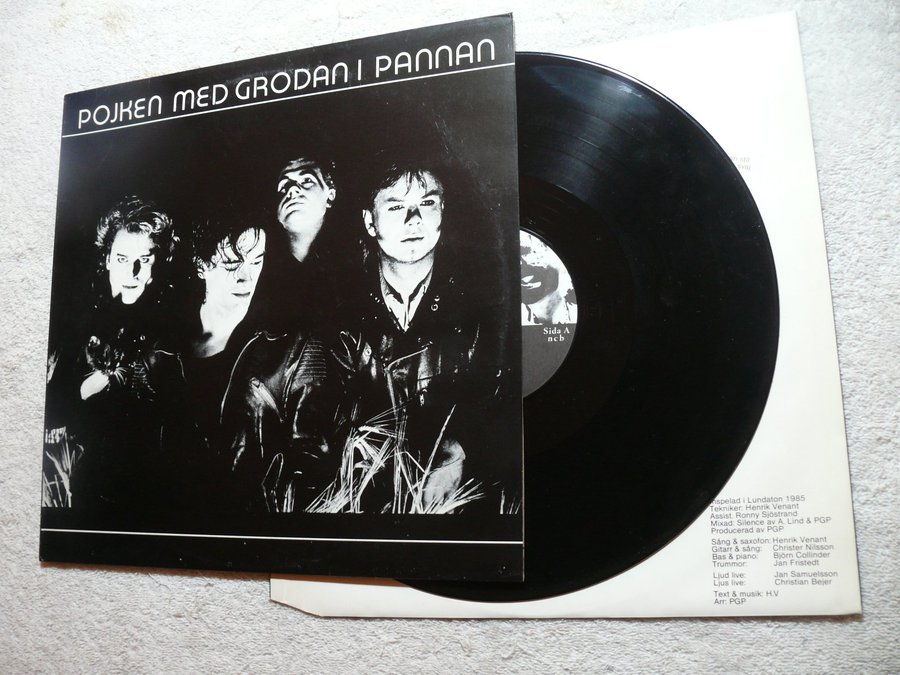 POJKEN MED GRODAN I PANNAN
Sida A
ncb
nspelad i Lundaton 1985
Tekniker: Henrik Venant
Assist. Ronny Sjöstrand
Mixad: Silence av A. Lind & PGP
Producerad av PGP
Sång & saxofon: Henrik Venant
Gitarr & sång: Christer Nilsson
Bas & piano: Björn Collinder
Trummor: Jan Fristedt
Ljud live: Jan Samuelsson
Ljus live: Christian Bejer
Text & musik: H.V
Arr: PGP